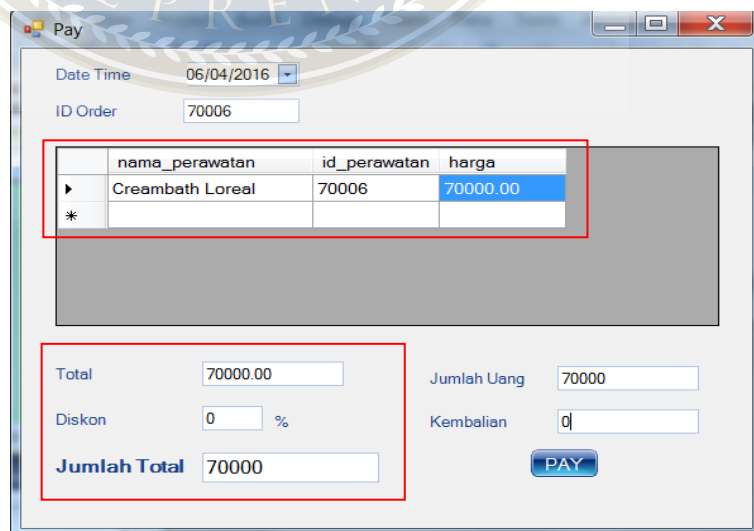 PRET
Pay
Date Time 06/04/2016
ID Order 70006
nama_perawatan id_perawatan harga
Creambath Loreal 70006 70000.00
Total 70000.00
Jumlah Uang 70000
Diskon 0 %
Kembalian 0
Jumlah Total 70000
PAY